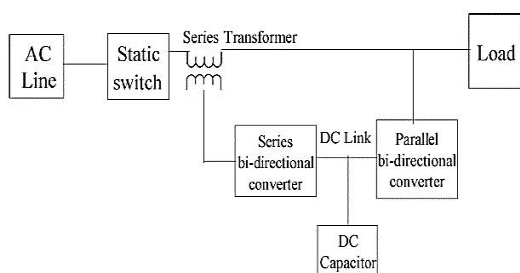 AC
Line
Static
switch
Series Transformer
Load
Series
bi-directional
converter
DC Link
Parallel
bi-directional
converter
DC
Capacitor